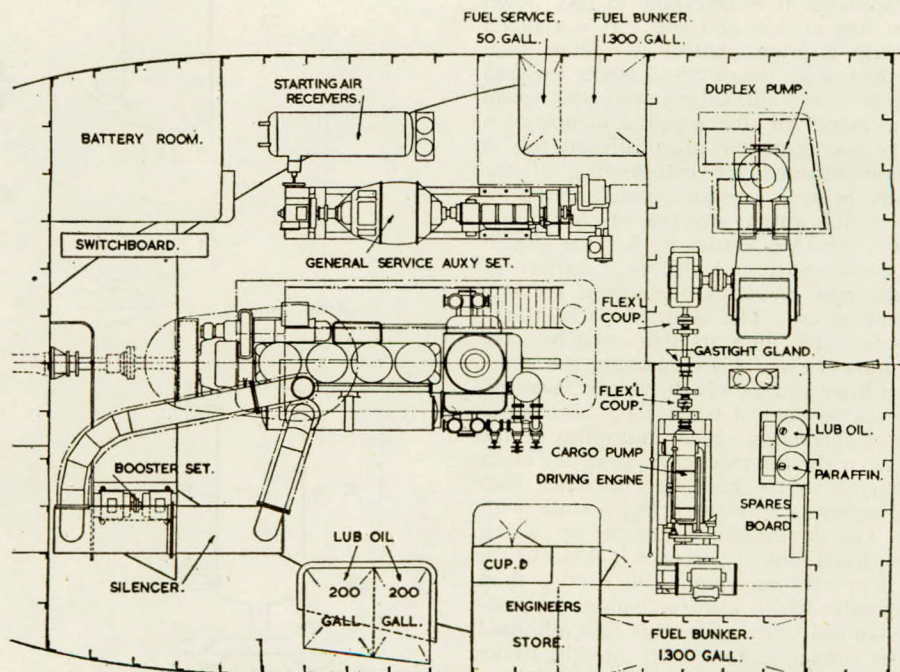 FUEL SERVICE.
50. GALL.
FUEL BUNKER.
1.300. GALL.
STARTING AIR
RECEIVERS.
DUPLEX PUMP.
BATTERY ROOM.
SWITCHBOARD.
GENERAL SERVICE AUXY SET.
FLEX'L
COUP.
GASTIGHT GLAND.
FLEX'L
COUP.
LUB OIL.
CARGO PUMP
DRIVING ENGINE
PARAFFIN.
BOOSTER SET.
SPARES
BOARD
LUB OIL
SILENCER.
CUP.D
200
GALL.
200
GALL.
ENGINEERS
STORE.
FUEL BUNKER.
1.300 GALL.